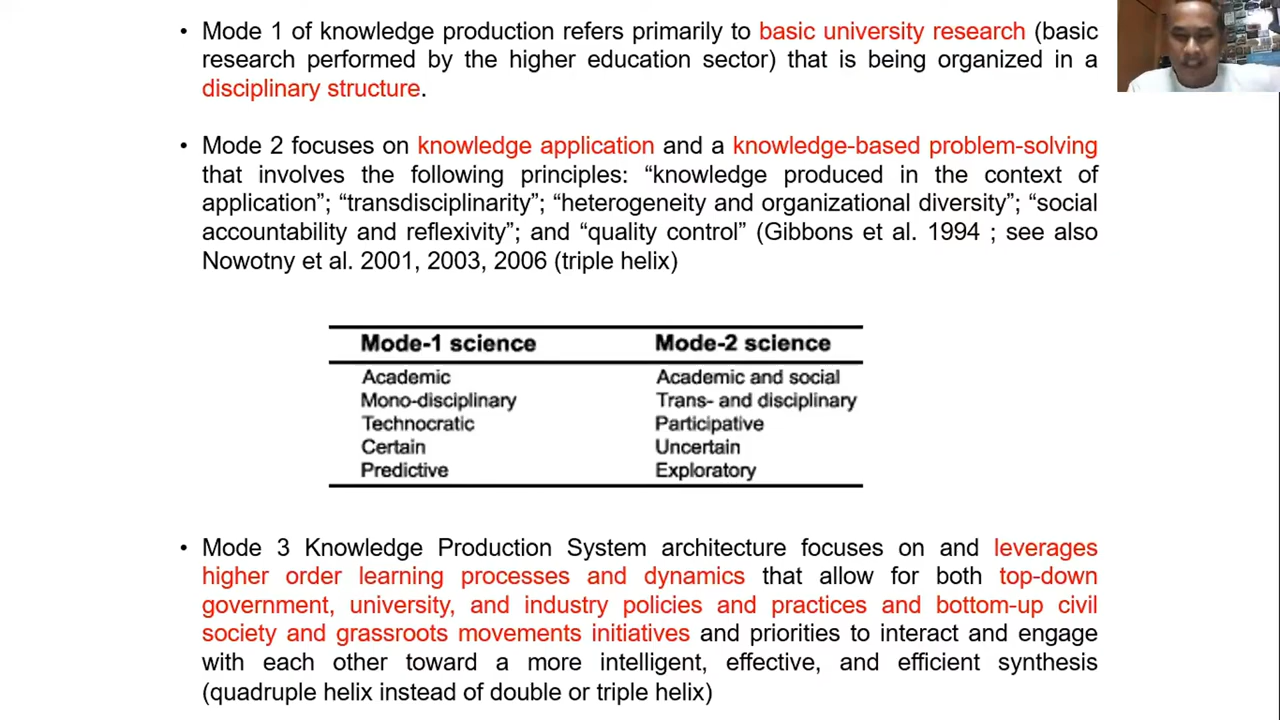 • Mode 1 of knowledge production refers primarily to basic university research (basic
research performed by the higher education sector) that is being organized in a
disciplinary structure.
• Mode 2 focuses on knowledge application and a knowledge-based problem-solving
that involves the following principles: “knowledge produced in the context of
application”; “transdisciplinarity”; “heterogeneity and organizational diversity”; “social
accountability and reflexivity”; and “quality control” (Gibbons et al. 1994 ; see also
Nowotny et al. 2001, 2003, 2006 (triple helix)
Mode-1 science Mode-2 science
Academic Academic and social
Mono-disciplinary Trans- and disciplinary
Technocratic Participative
Certain Uncertain
Predictive Exploratory
• Mode 3 Knowledge Production System architecture focuses on and leverages
higher order learning processes and dynamics that allow for both top-down
government, university, and industry policies and practices and bottom-up civil
society and grassroots movements initiatives and priorities to interact and engage
with each other toward a more intelligent, effective, and efficient synthesis
(quadruple helix instead of double or triple helix)